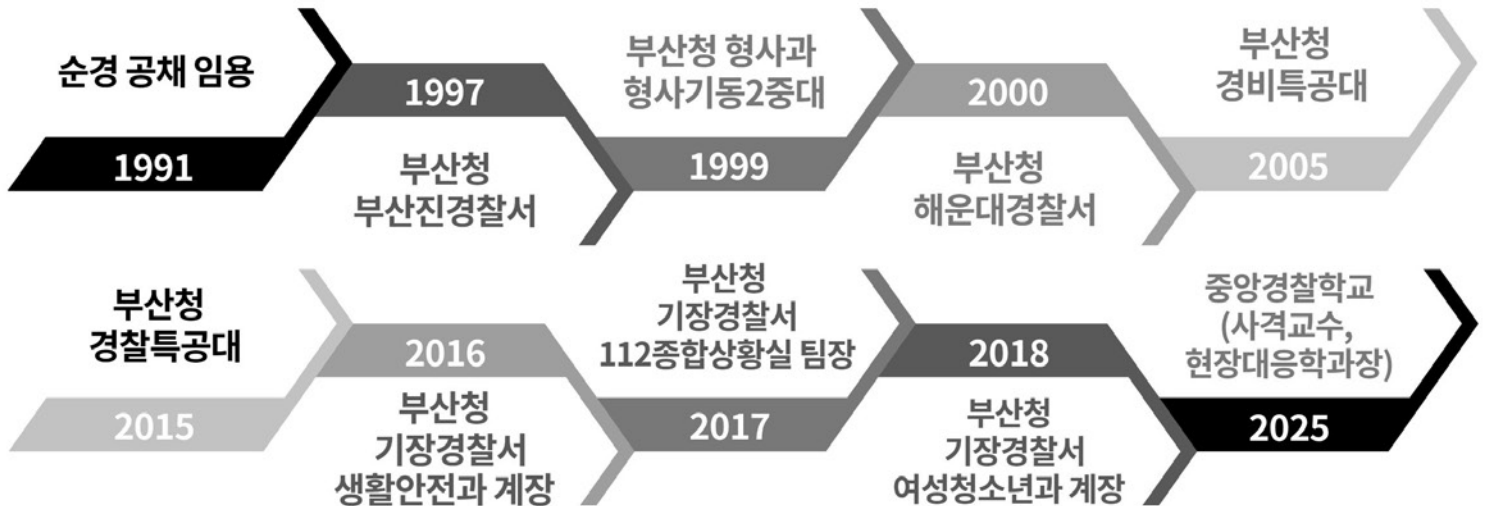 순경 공채 임용
1991
1997
부산청
부산진경찰서
부산청 형사과
형사기동2중대
1999
2000
부산청
해운대경찰서
부산청
경비특공대
2005
부산청
경찰특공대
2015
2016
부산청
기장경찰서
생활안전과 계장
부산청
기장경찰서
112종합상황실 팀장
2017
2018
부산청
기장경찰서
여성청소년과 계장
중앙경찰학교
(사격교수,
현장대응학과장)
2025